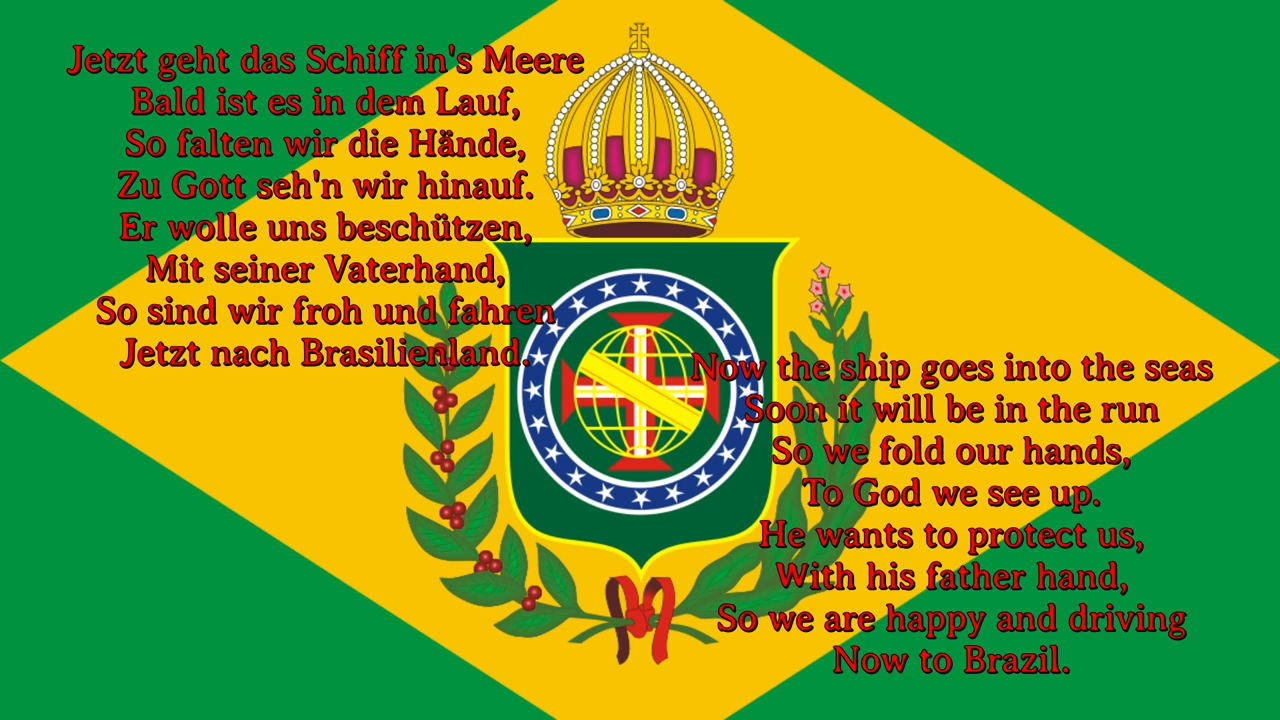 Jetzt geht das Schiff in's Meere
Bald ist es in dem Lauf,
So falten wir die Hände,
Zu Gott seh'n wir hinauf.
Er wolle uns beschützen,
Mit seiner Vaterhand,
So sind wir froh und fahren
Jetzt nach Brasilienland.
Now the ship goes into the seas
Soon it will be in the run
So we fold our hands,
To God we see up.
He wants to protect us,
With his father hand,
So we are happy and driving
Now to Brazil.